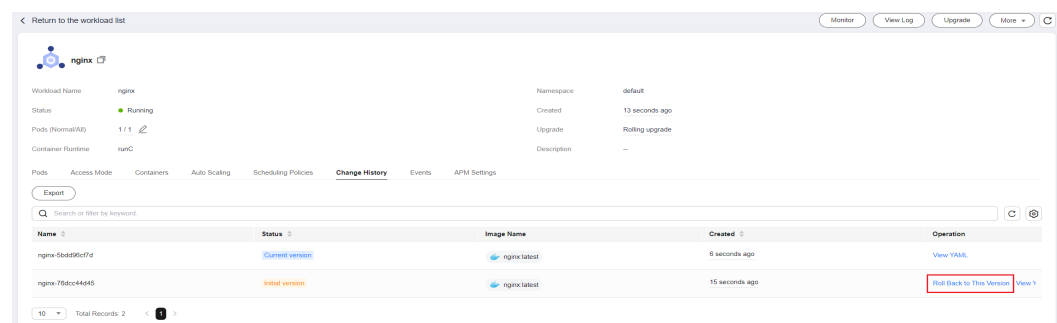 Return to the workload list Monitor View Log Upgrade More
nginx
Workload Name nginx Namespace default
Status Running Created 13 seconds ago
Pods (Normal/All) 1 / 1 Upgrade Rolling upgrade
Container Runtime runC Description --
Pods Access Mode Containers Auto Scaling Scheduling Policies Change History Events APM Settings
Export
Search or filter by keyword.
Name Status Image Name Created Operation
nginx-5bdd96cf7d Current version nginx:latest 6 seconds ago View YAML
nginx-76dcc44d45 Initial version nginx:latest 15 seconds ago Roll Back to This Version View Y
10 Total Records: 2 < 1 >